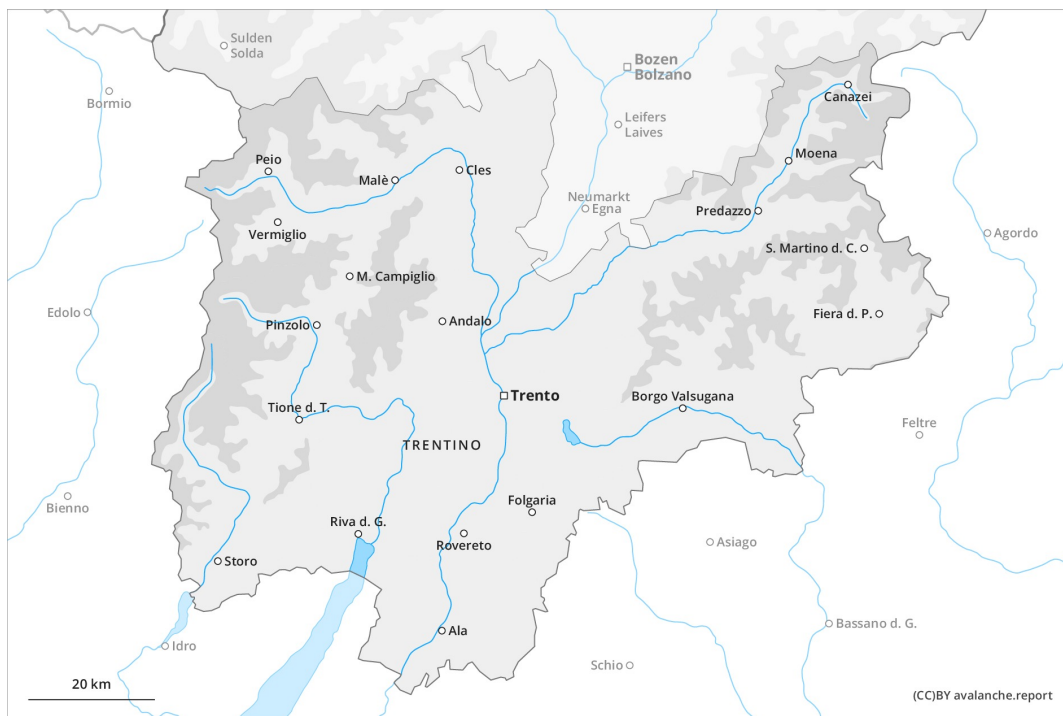 Sulden
Solda
Bozen
Bolzano
Bormio
Canazei
Leifers
Laives
Peio
Malè
Cles
Moena
Neumarkt
Egna
Predazzo
Vermiglio
S. Martino d. C.
Agordo
M. Campiglio
Edolo
Pinzolo
Andalo
Fiera d. P.
Trento
Borgo Valsugana
Tione d. T.
TRENTINO
Feltre
Bienno
Folgaria
Riva d. G.
Rovereto
Asiago
Storo
Ala
Bassano d. G.
Idro
Schio
20 km
(CC)BY avalanche.report